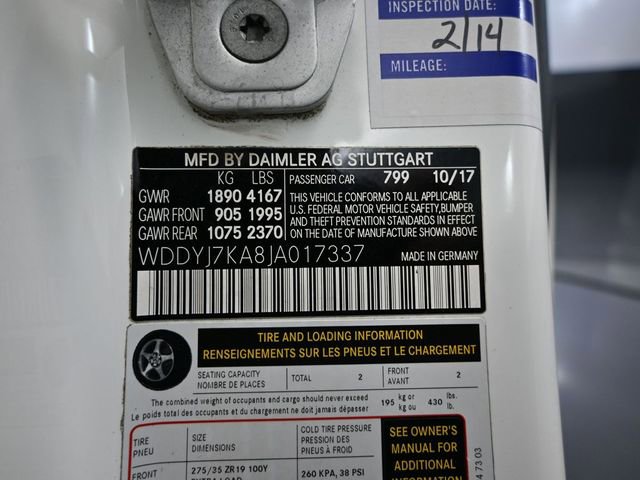 INSPECTION DATE:
2/14
MILEAGE:
MFD BY DAIMLER AG STUTTGART
KG LBS PASSENGER CAR 799 10/17
GVWR 1890 4167
GAWR FRONT 905 1995
GAWR REAR 1075 2370
THIS VEHICLE CONFORMS TO ALL APPLICABLE
U.S. FEDERAL MOTOR VEHICLE SAFETY,BUMPER
AND THEFT PREVENTION STANDARDS IN EFFECT
ON THE DATE OF MANUFACTURE SHOWN ABOVE.
WDDYJ7KA8JA017337 MADE IN GERMANY
TIRE AND LOADING INFORMATION
RENSEIGNEMENTS SUR LES PNEUS ET LE CHARGEMENT
SEATING CAPACITY
NOMBRE DE PLACES
TOTAL 2
FRONT
AVANT
2
The combined weight of occupants and cargo should never exceed
Le poids total des occupants et du chargement ne doit jamais dépasser
195 kg or
kg ou
430 lbs.
lb.
TIRE
PNEU
SIZE
DIMENSIONS
COLD TIRE PRESSURE
PRESSION DES
PNEUS À FROID
SEE OWNER'S
MANUAL FOR
ADDITIONAL
INFORMATION
FRONT
275/35 ZR19 100Y
260 KPA, 38 PSI